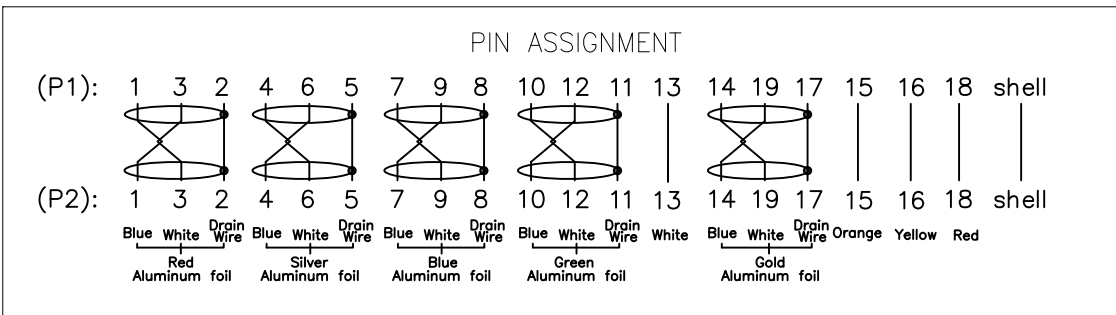 PIN ASSIGNMENT
(P1): 1 3 2 4 6 5 7 9 8 10 12 11 13 14 19 17 15 16 18 shell
(P2): 1 3 2 4 6 5 7 9 8 10 12 11 13 14 19 17 15 16 18 shell
Blue White Drain Wire Blue White Drain Wire Blue White Drain Wire Blue White Drain Wire White Blue White Drain Wire Orange Yellow Red
Red Silver Blue Green Gold
Aluminum foil Aluminum foil Aluminum foil Aluminum foil Aluminum foil